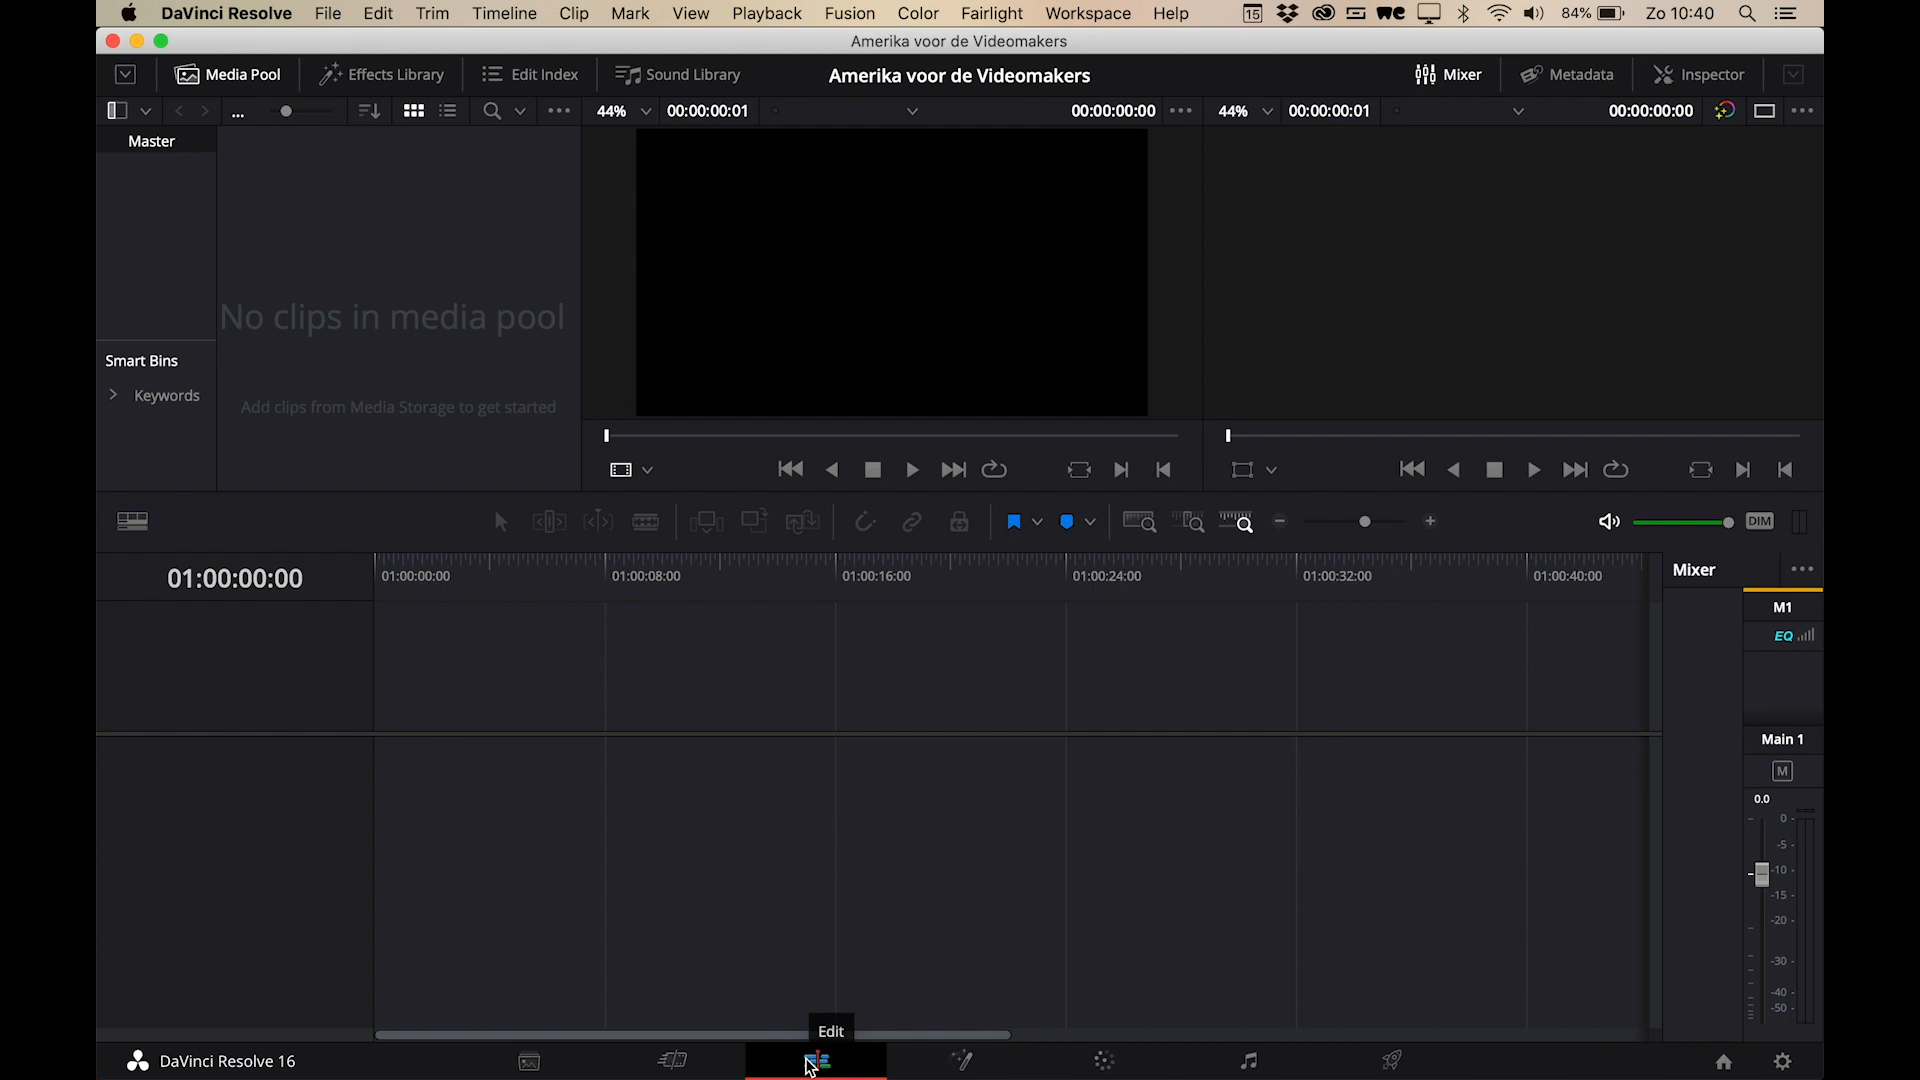 DaVinci Resolve File Edit Trim Timeline Clip Mark View Playback Fusion Color Fairlight Workspace Help 15 84% Zo 10:40
Amerika voor de Videomakers
Media Pool Effects Library Edit Index Sound Library Amerika voor de Videomakers Mixer Metadata Inspector
... 44% 00:00:00:01 00:00:00:00 44% 00:00:00:01 00:00:00:00
Master
No clips in media pool
Add clips from Media Storage to get started
Smart Bins
Keywords
DIM
01:00:00:00
01:00:00:00 01:00:08:00 01:00:16:00 01:00:24:00 01:00:32:00 01:00:40:00
Mixer
M1
EQ
Main 1
M
0.0
0
-5
-10
-15
-20
-30
-40
-50
Edit
DaVinci Resolve 16